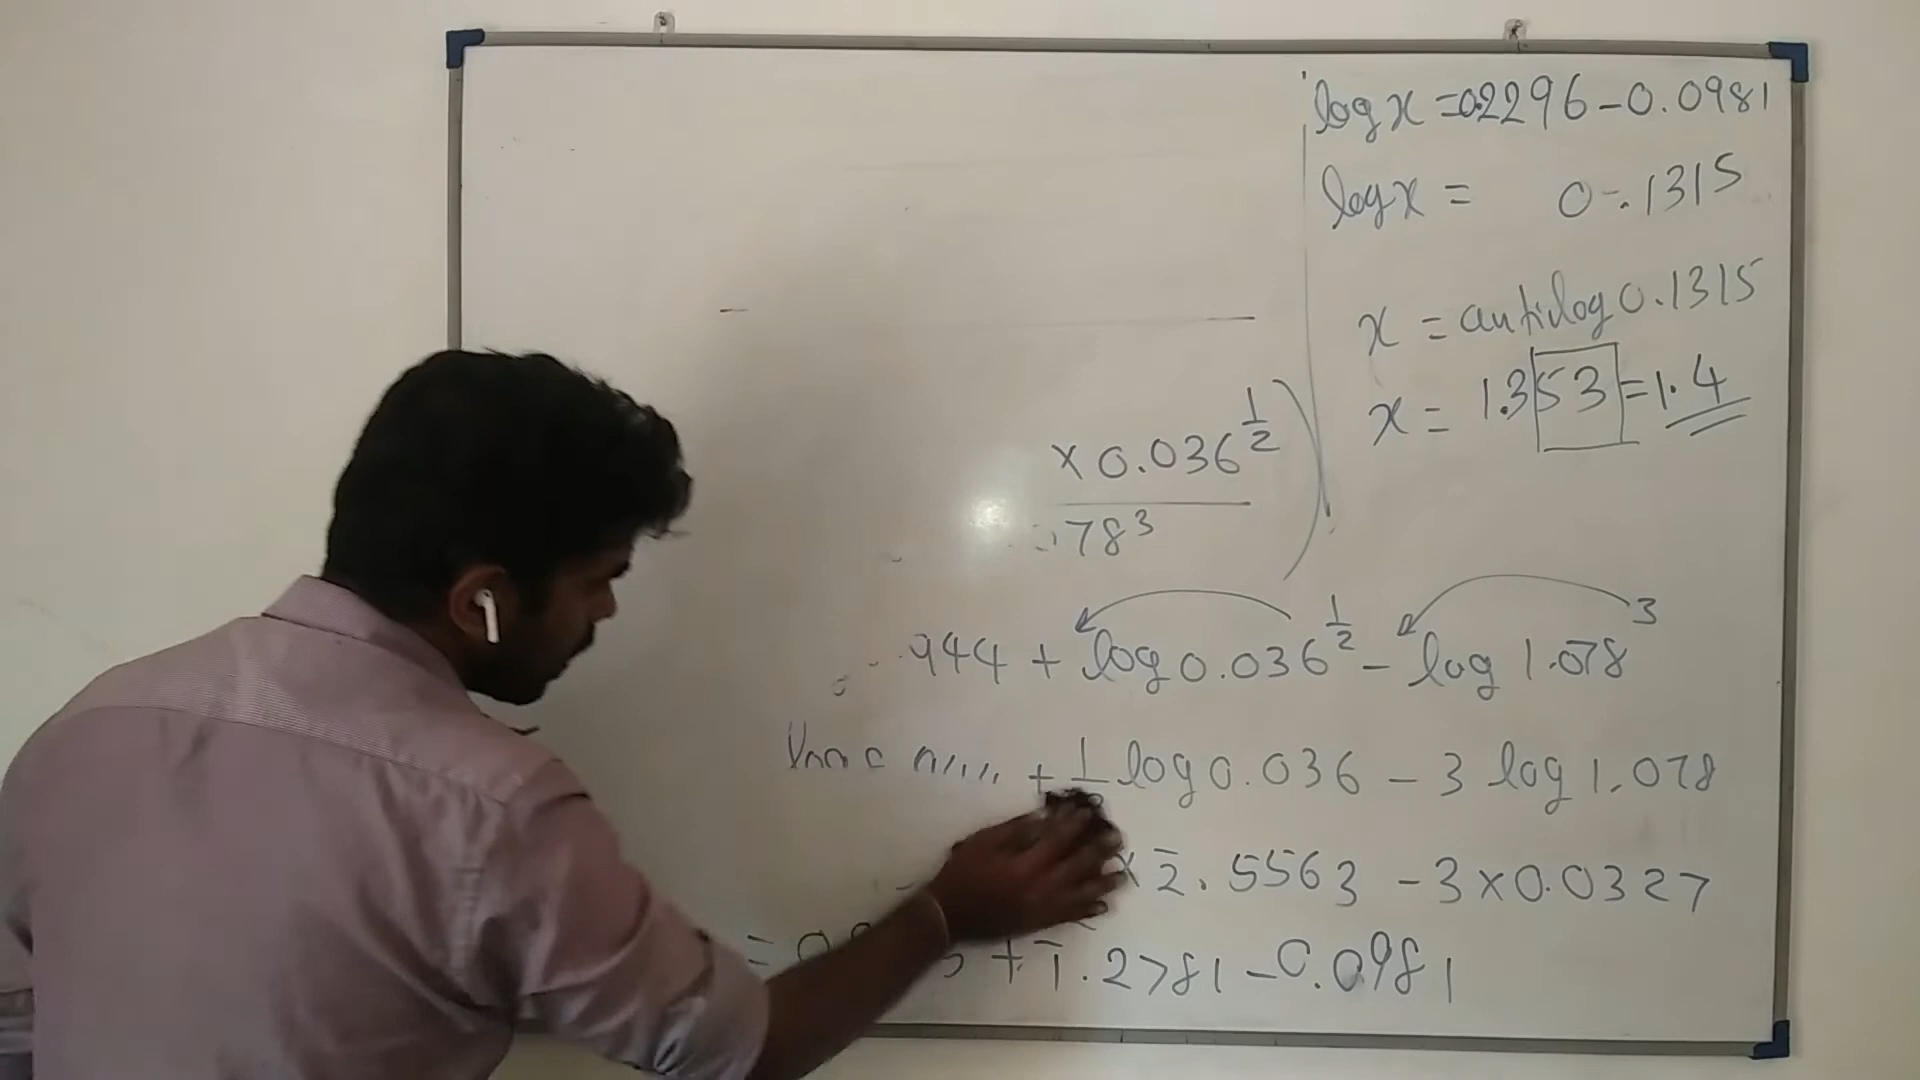 × 0.036^½
78³
944 + log 0.036^½ - log 1.078³
+ ½ log 0.036 - 3 log 1.078
× 2̄.5563 - 3 × 0.0327
= + 1̄.2781 - 0.0981
log x = 0.2296 - 0.0981
log x = 0.1315
x = antilog 0.1315
x = 1.353 = 1.4